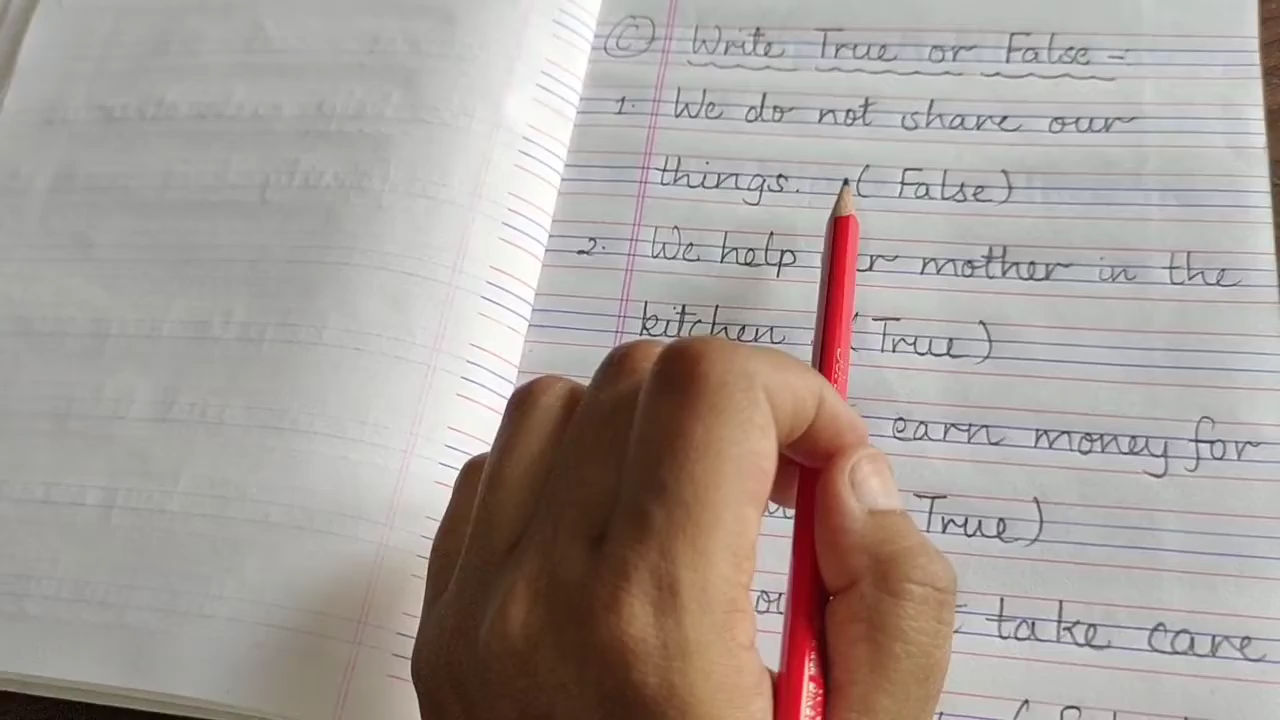 C Write True or False -
1. We do not share our
things. (False)
2. We help mother in the
kitchen. (True)
earn money for
True)
take care